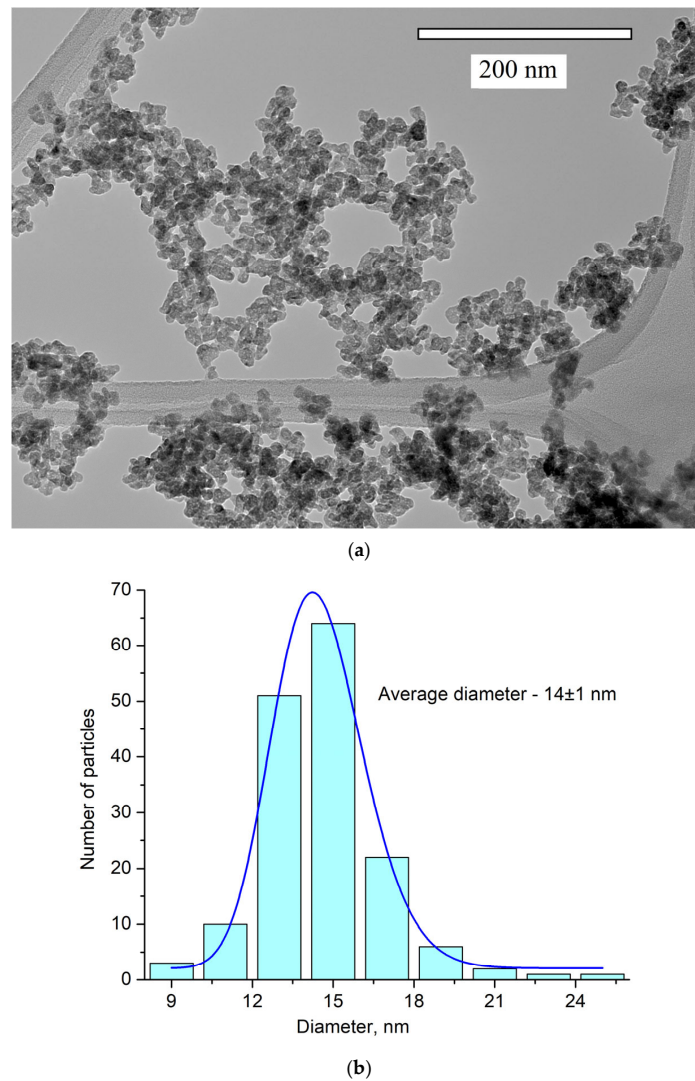 200 nm
(a)
70
60
50
40
30
20
10
0
Number of particles
Average diameter - 14±1 nm
9 12 15 18 21 24
Diameter, nm
(b)